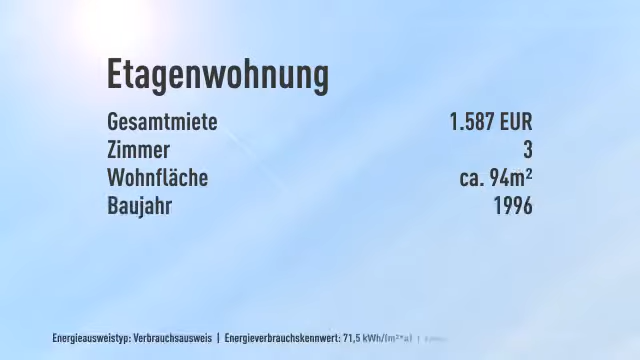 Etagenwohnung
Gesamtmiete 1.587 EUR
Zimmer 3
Wohnfläche ca. 94m²
Baujahr 1996
Energieausweistyp: Verbrauchsausweis | Energieverbrauchskennwert: 71,5 kWh/(m²*a) |